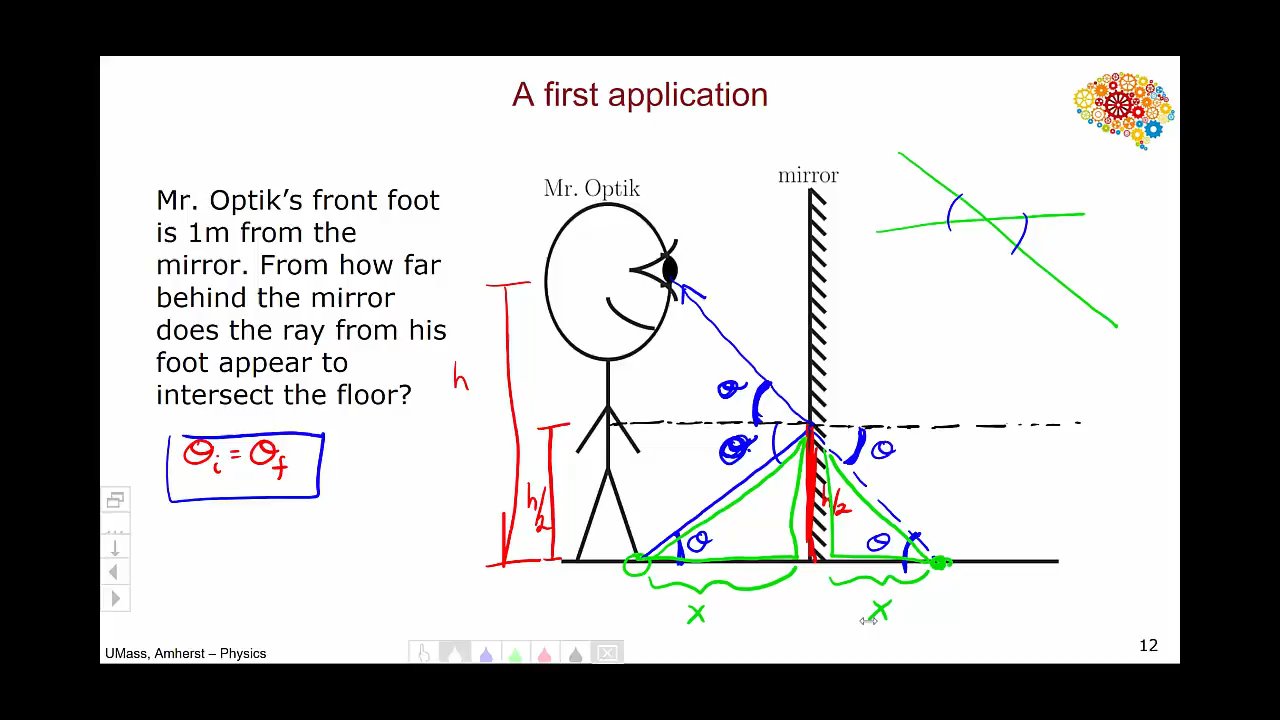 A first application
Mr. Optik's front foot
is 1m from the
mirror. From how far
behind the mirror
does the ray from his
foot appear to
intersect the floor?
θi = θf
Mr. Optik
mirror
h
h/2
θ
θ
θ
h/2
θ
θ
x
x
UMass, Amherst – Physics
12